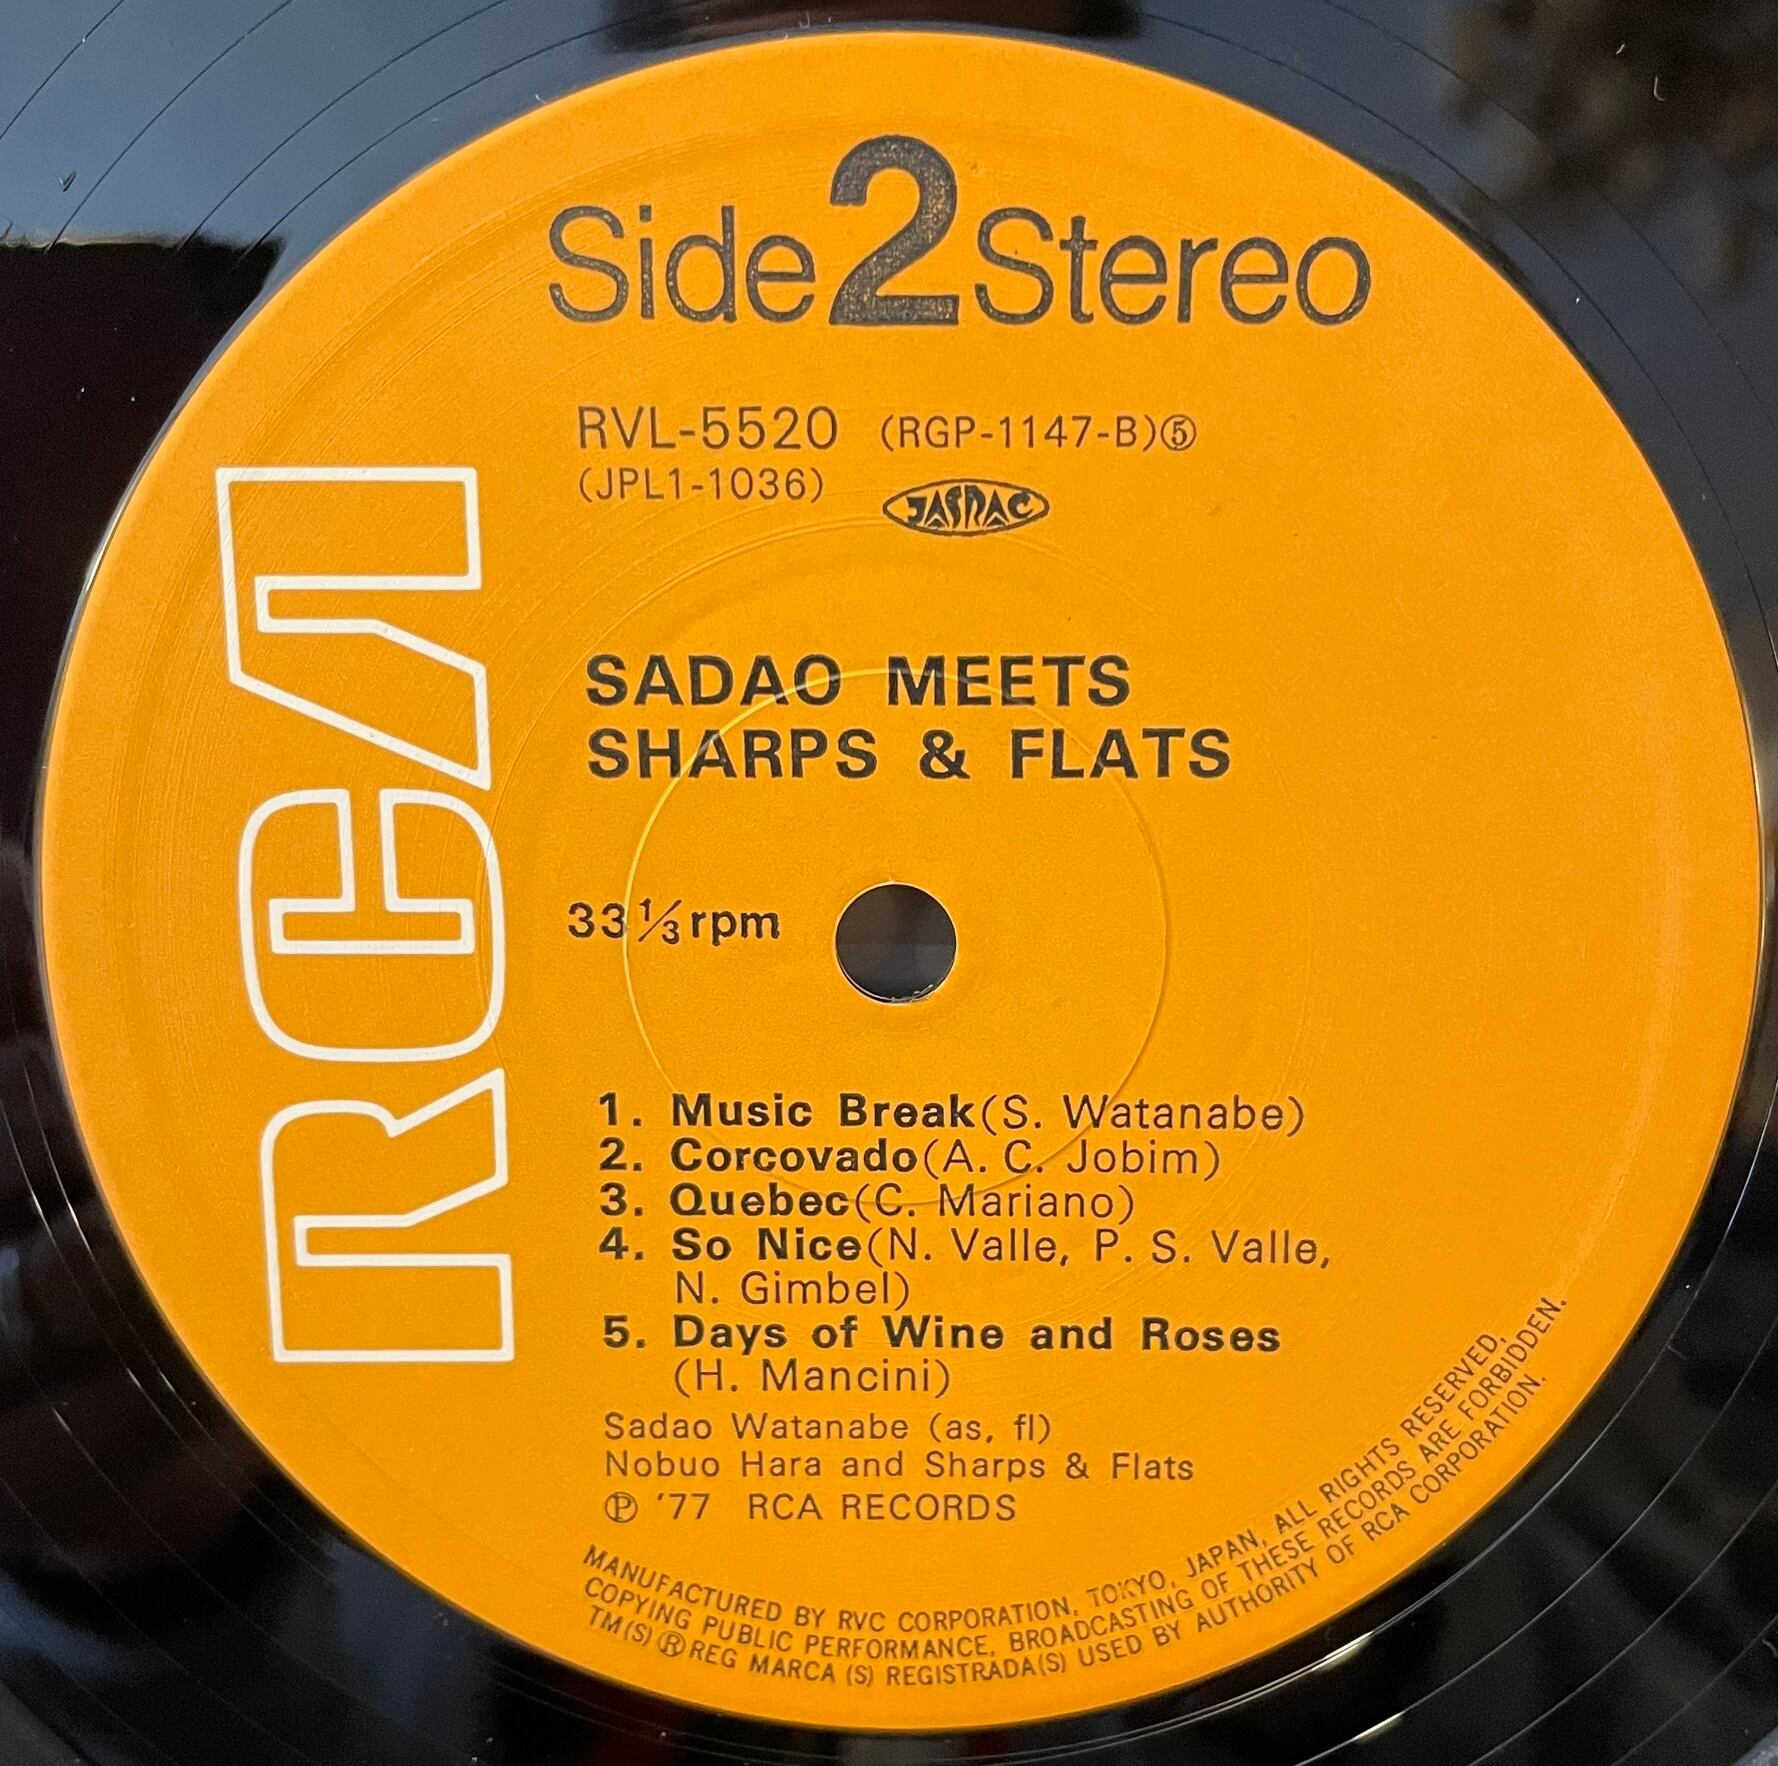 Side 2 Stereo
RVL-5520 (RGP-1147-B)⑤
(JPL1-1036) JASRAC
RCA
SADAO MEETS
SHARPS & FLATS
33 1/3 rpm
1. Music Break(S. Watanabe)
2. Corcovado(A. C. Jobim)
3. Quebec(C. Mariano)
4. So Nice(N. Valle, P. S. Valle,
N. Gimbel)
5. Days of Wine and Roses
(H. Mancini)
Sadao Watanabe (as, fl)
Nobuo Hara and Sharps & Flats
Ⓟ '77 RCA RECORDS
MANUFACTURED BY RVC CORPORATION, TOKYO, JAPAN, ALL RIGHTS RESERVED,
COPYING PUBLIC PERFORMANCE, BROADCASTING OF THESE RECORDS ARE FORBIDDEN.
TM(S) ® REG MARCA (S) REGISTRADA(S) USED BY AUTHORITY OF RCA CORPORATION.